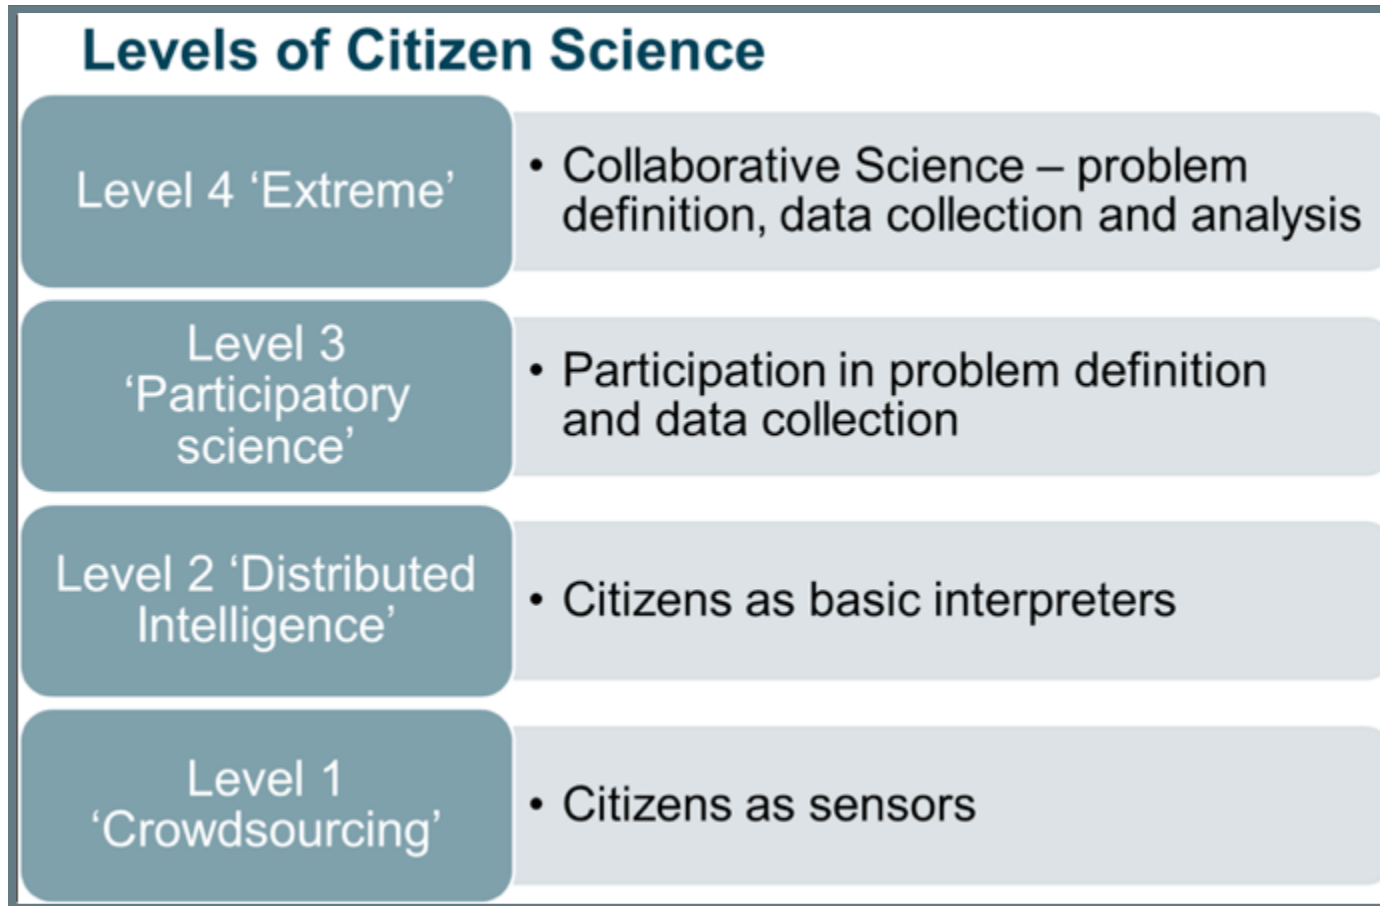 Levels of Citizen Science
Level 4 ‘Extreme’
• Collaborative Science – problem
definition, data collection and analysis
Level 3
‘Participatory
science’
• Participation in problem definition
and data collection
Level 2 ‘Distributed
Intelligence’
• Citizens as basic interpreters
Level 1
‘Crowdsourcing’
• Citizens as sensors